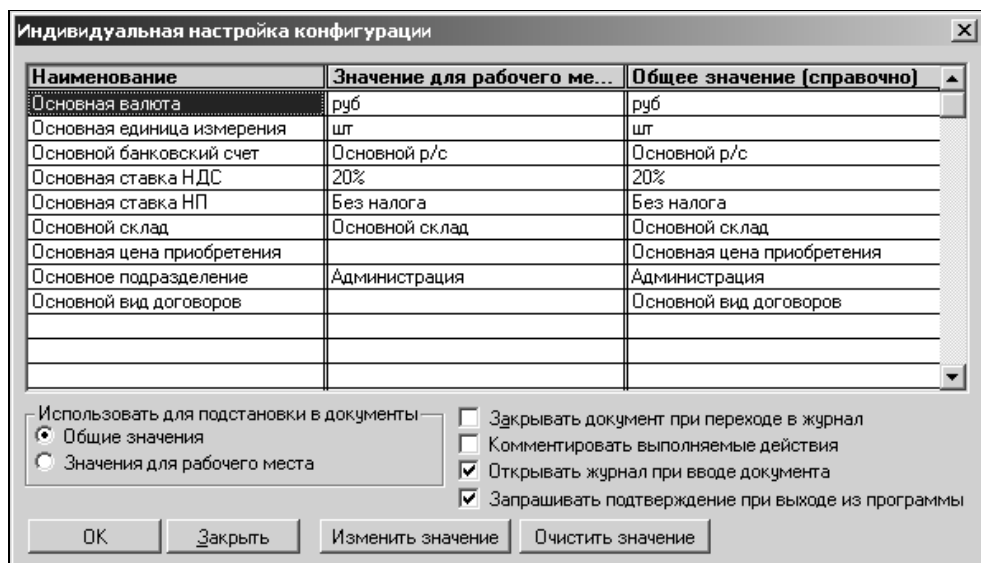 Индивидуальная настройка конфигурации
Наименование Значение для рабочего ме... Общее значение (справочно)
Основная валюта руб руб
Основная единица измерения шт шт
Основной банковский счет Основной р/с Основной р/с
Основная ставка НДС 20% 20%
Основная ставка НП Без налога Без налога
Основной склад Основной склад Основной склад
Основная цена приобретения Основная цена приобретения
Основное подразделение Администрация Администрация
Основной вид договоров Основной вид договоров
Использовать для подстановки в документы
Общие значения
Значения для рабочего места
Закрывать документ при переходе в журнал
Комментировать выполняемые действия
Открывать журнал при вводе документа
Запрашивать подтверждение при выходе из программы
OK Закрыть Изменить значение Очистить значение